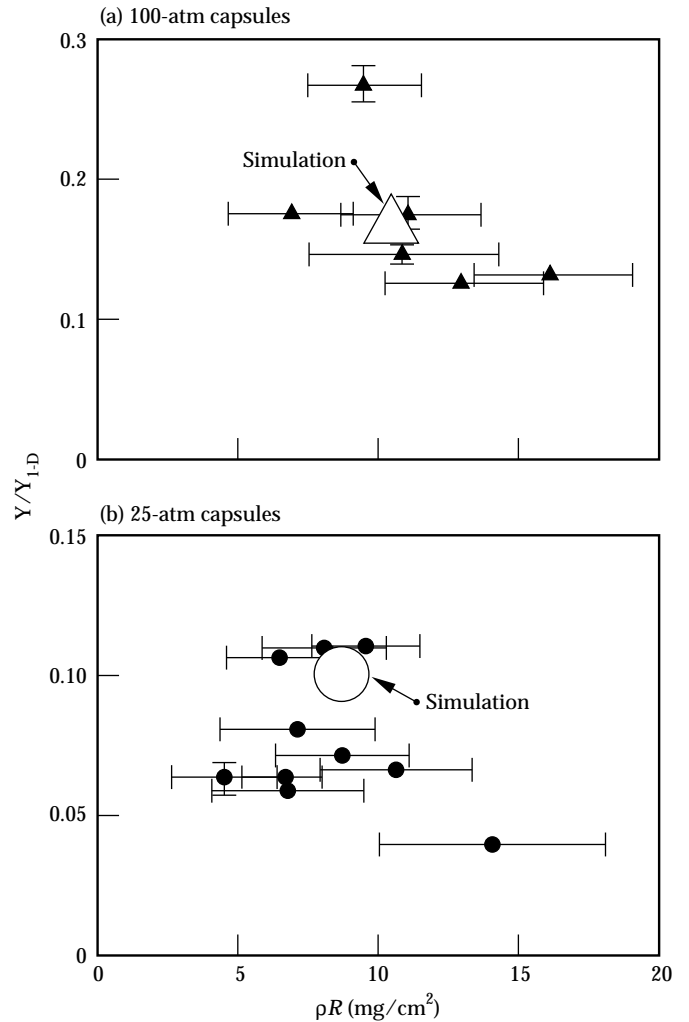 (a) 100-atm capsules
0.3
Simulation
0.2
0.1
0
Y/Y1-D
(b) 25-atm capsules
0.15
0.10
Simulation
0.05
0
0 5 10 15 20
ρR (mg/cm²)